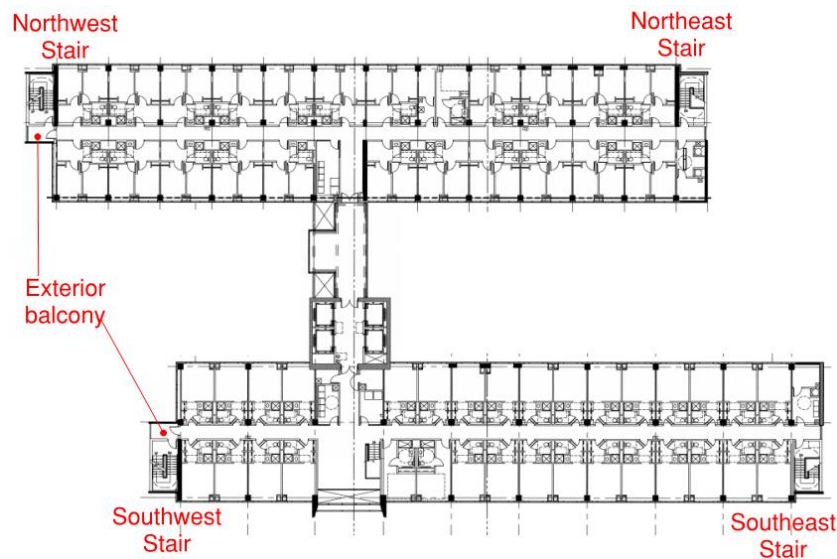 Northwest
Stair
Northeast
Stair
Exterior
balcony
Southwest
Stair
Southeast
Stair